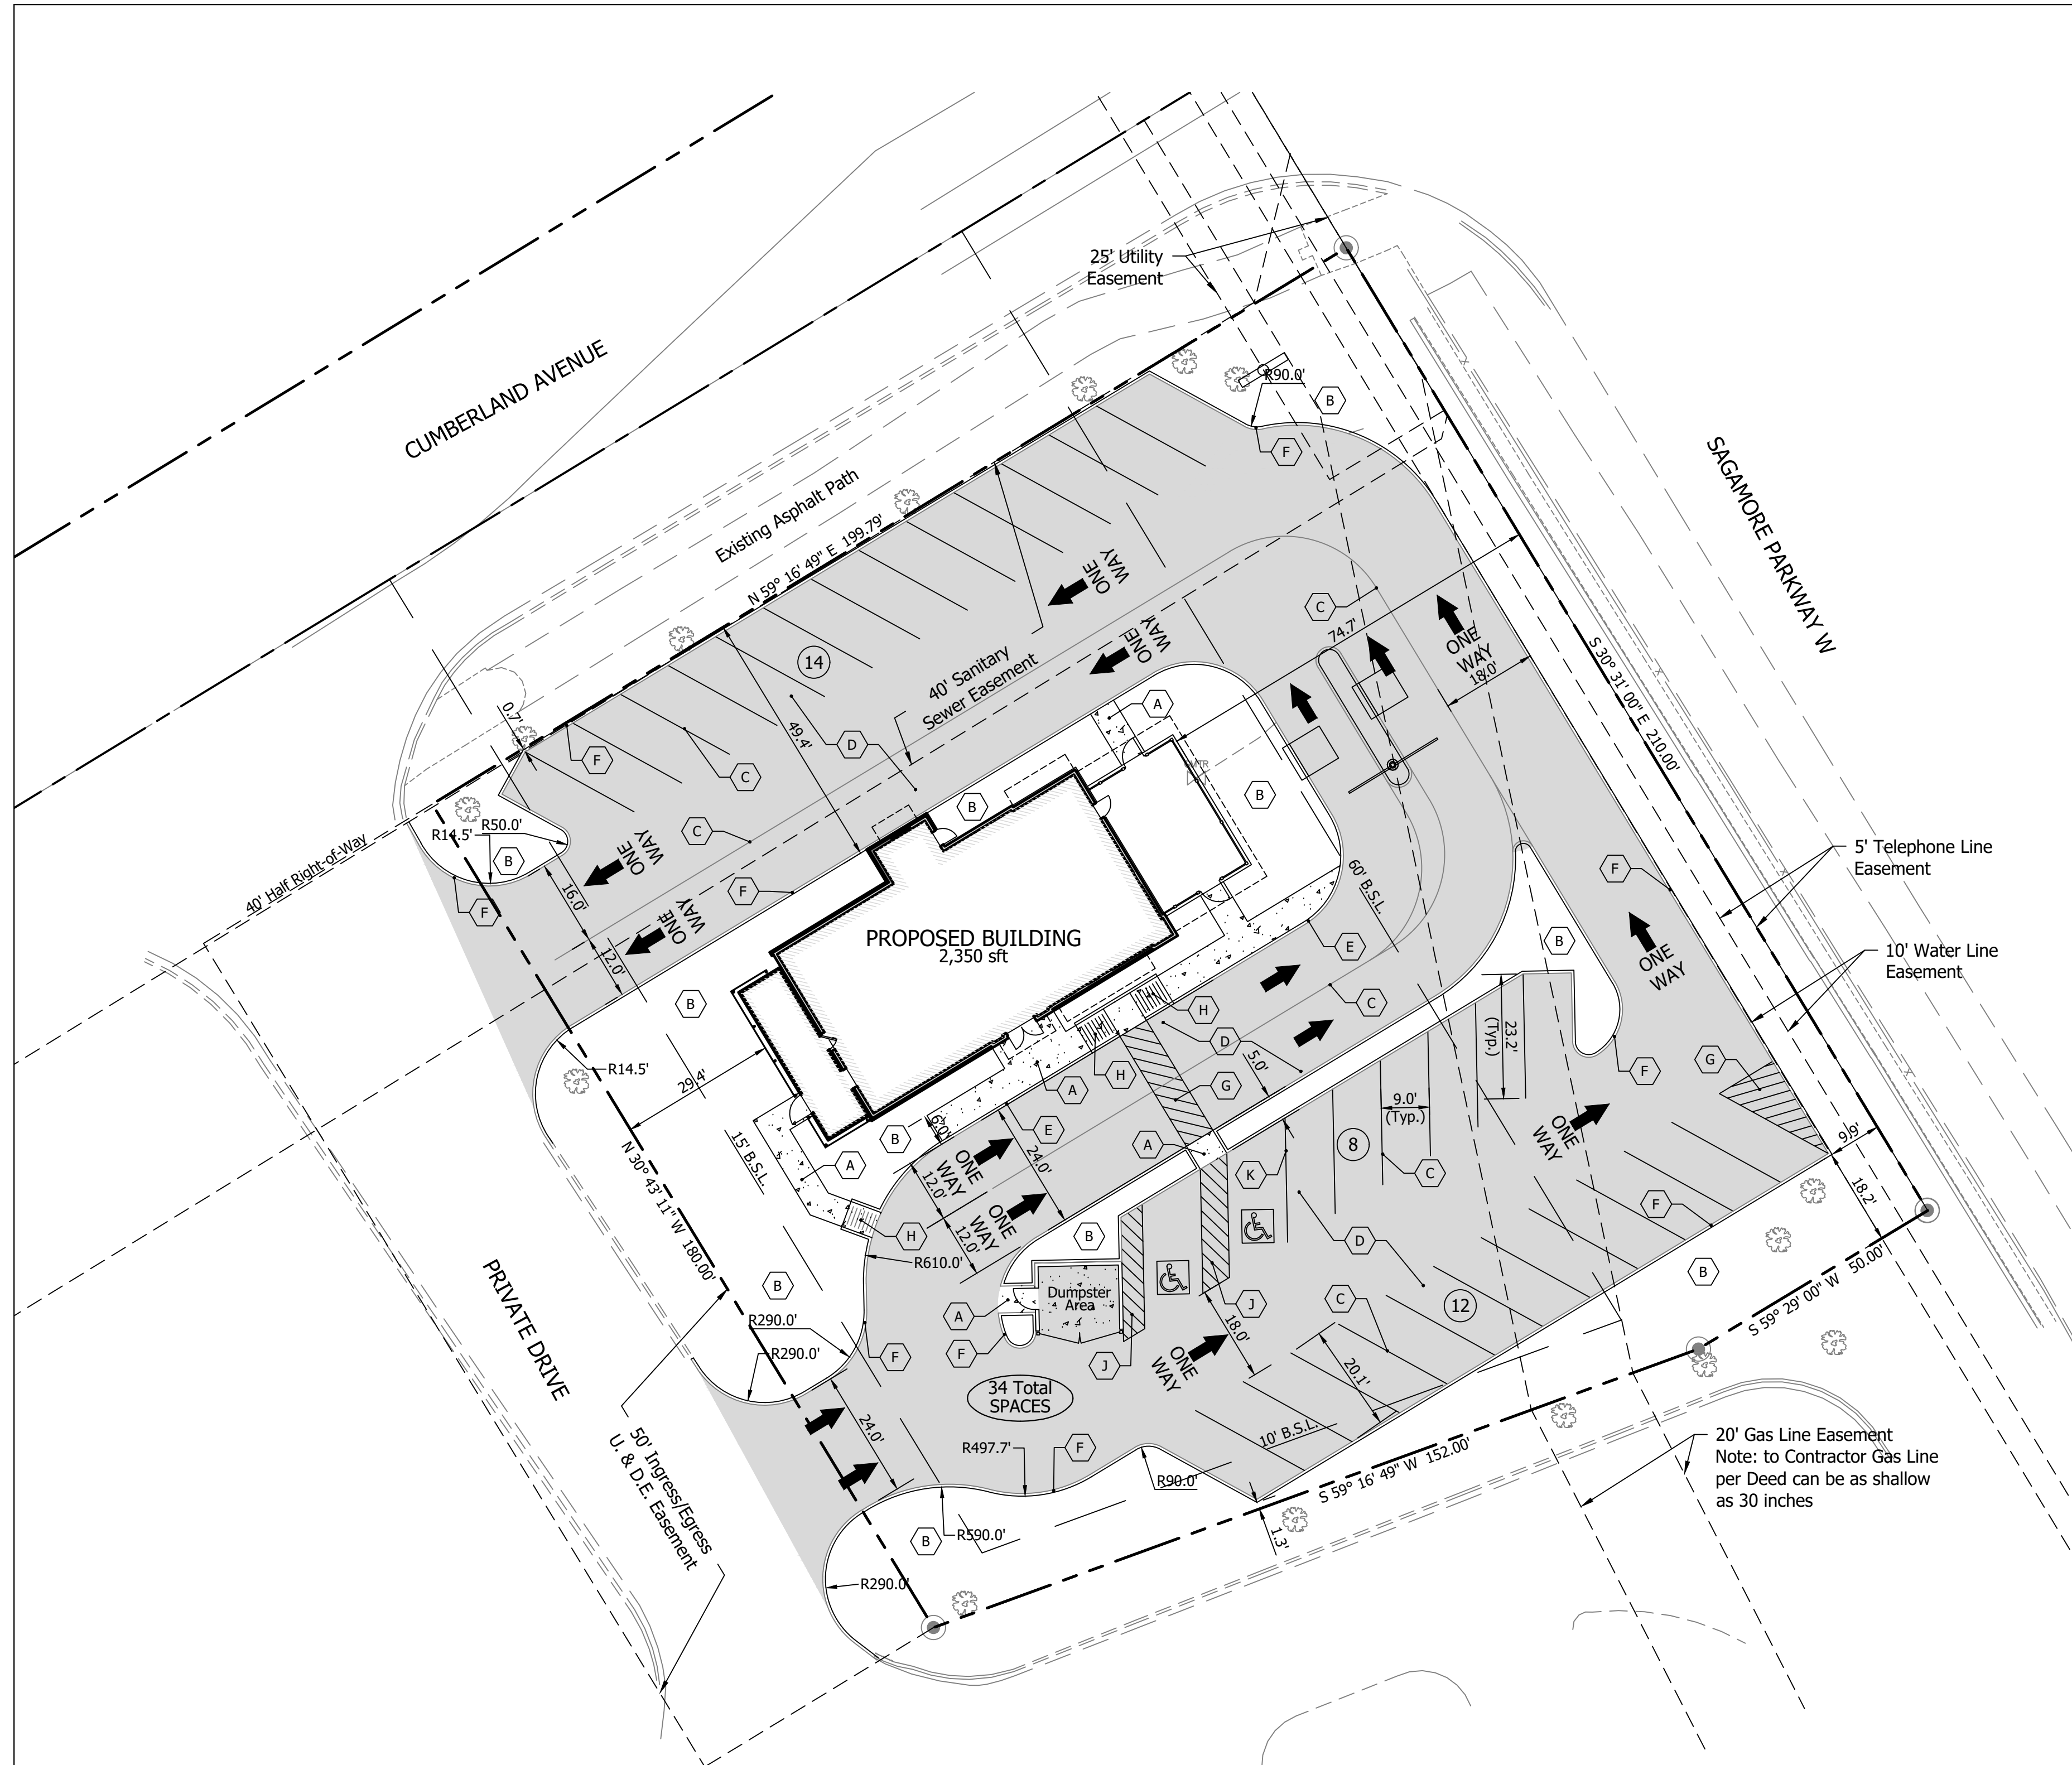 25' Utility
Easement
R90.0'
B
F
CUMBERLAND AVENUE
SAGAMORE PARKWAY W
Existing Asphalt Path
N 59° 16' 49" E  199.79'
ONE
WAY
ONE
WAY
C
74.7'
ONE
WAY
18.0'
S 30° 31' 00" E  210.00'
14
40' Sanitary
Sewer Easement
A
0.7'
49.4'
D
F
C
B
B
R14.5'
R50.0'
B
C
F
F
40' Half Right-of-Way
ONE
WAY
ONE
WAY
16.0'
12.0'
60' B.S.L.
5' Telephone Line
Easement
F
B
10' Water Line
Easement
PROPOSED BUILDING
2,350 sft
E
C
ONE
WAY
B
H
D
23.2'
(Typ.)
G
F
R14.5'
29.4'
H
A
G
5.0'
9.0'
(Typ.)
6.0'
E
A
8
ONE
WAY
9.9'
15' B.S.L.
B
A
ONE
WAY
24.0'
12.0'
K
C
18.2'
F
N 30° 43' 11" W  180.00'
H
ONE
WAY
12.0'
B
D
R610.0'
B
B
S 59° 29' 00" W  50.00'
PRIVATE DRIVE
Dumpster
Area
A
J
C
12
R290.0'
R290.0'
F
F
J
ONE
WAY
18.0'
20.1'
34 Total
SPACES
24.0'
50' Ingress/Egress
U. & D.E. Easement
R497.7'
F
10' B.S.L.
R90.0'
S 59° 16' 49" W  152.00'
20' Gas Line Easement
Note: to Contractor Gas Line
per Deed can be as shallow
as 30 inches
B
R590.0'
1.3'
R290.0'